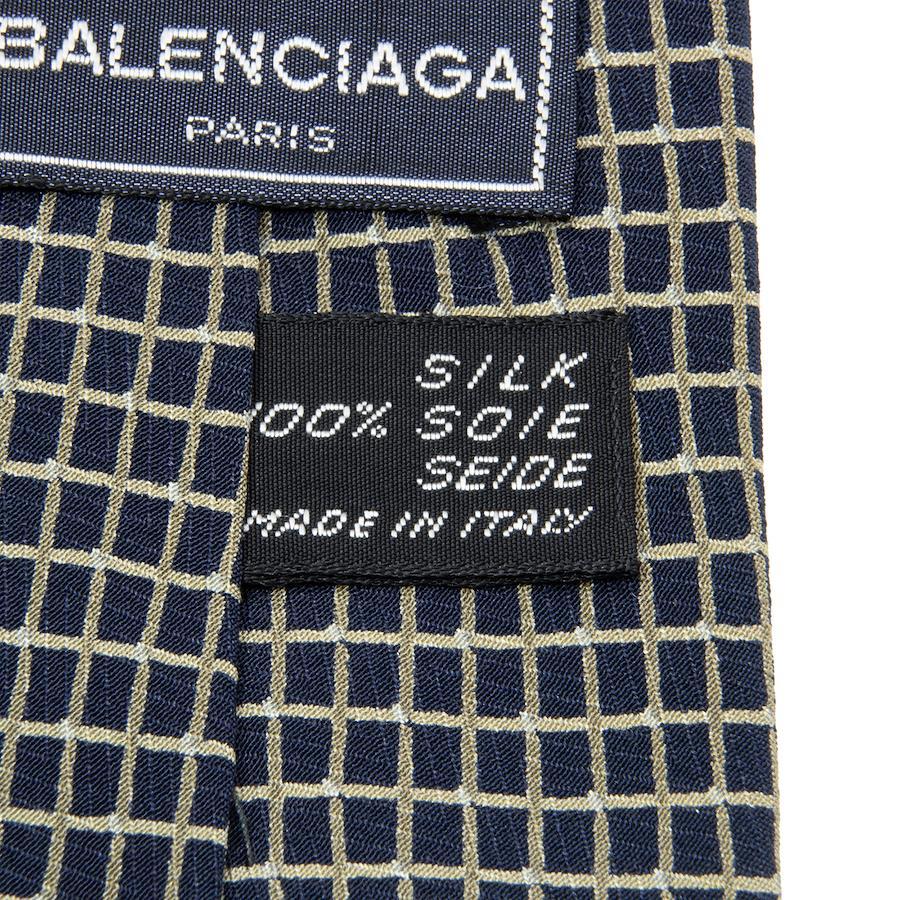 BALENCIAGA
PARIS
SILK
100% SOIE
SEIDE
MADE IN ITALY